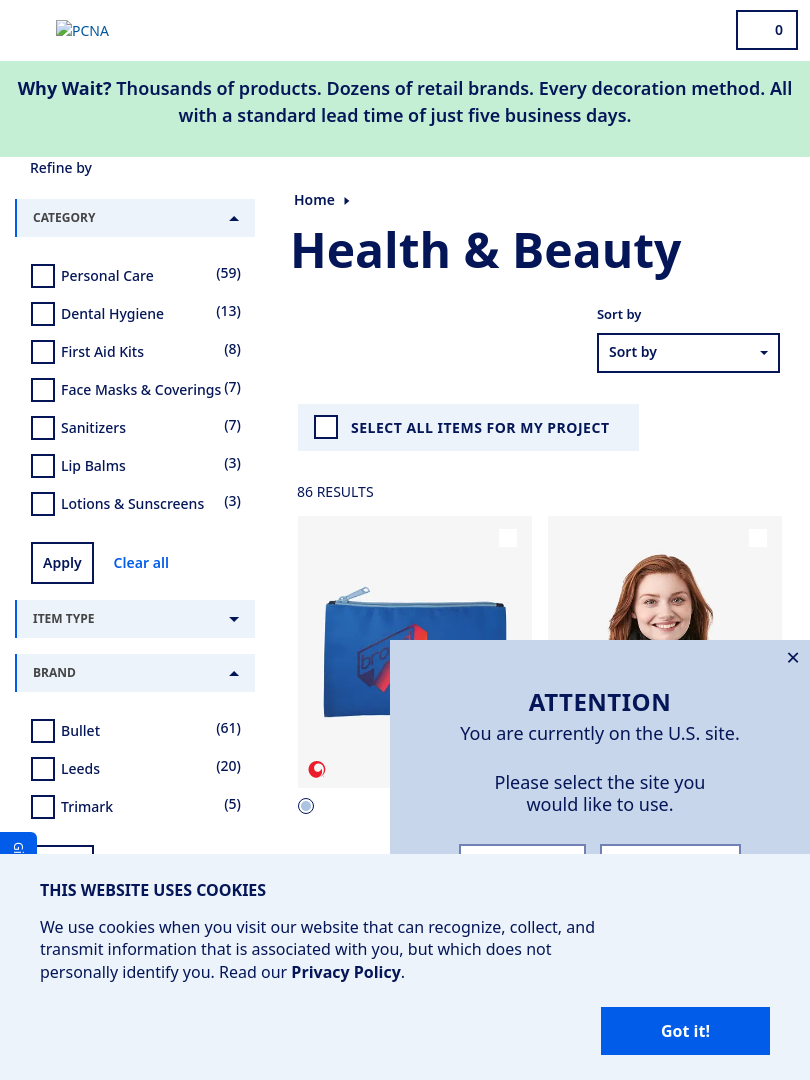 PCNA
0
Why Wait? Thousands of products. Dozens of retail brands. Every decoration method. All
with a standard lead time of just five business days.
Refine by
CATEGORY
Personal Care (59)
Dental Hygiene (13)
First Aid Kits (8)
Face Masks & Coverings (7)
Sanitizers (7)
Lip Balms (3)
Lotions & Sunscreens (3)
Apply Clear all
ITEM TYPE
BRAND
Bullet (61)
Leeds (20)
Trimark (5)
Home
Health & Beauty
Sort by
Sort by
SELECT ALL ITEMS FOR MY PROJECT
86 RESULTS
ATTENTION
You are currently on the U.S. site.
Please select the site you
would like to use.
THIS WEBSITE USES COOKIES
We use cookies when you visit our website that can recognize, collect, and
transmit information that is associated with you, but which does not
personally identify you. Read our Privacy Policy.
Got it!